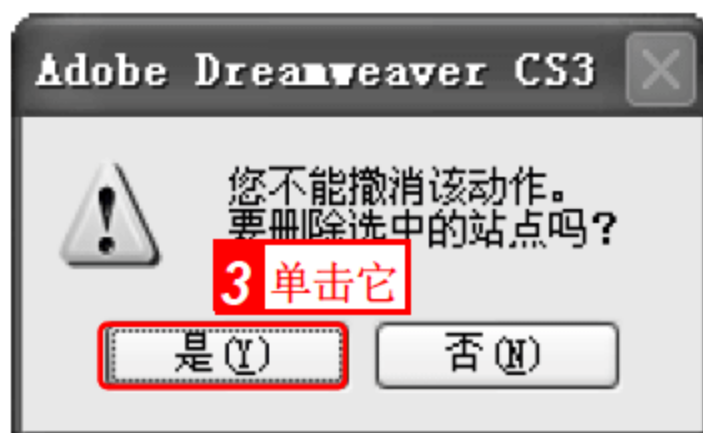 Adobe Dreamweaver CS3
您不能撤消该动作。
要删除选中的站点吗？
3 单击它
是(Y) 否(N)